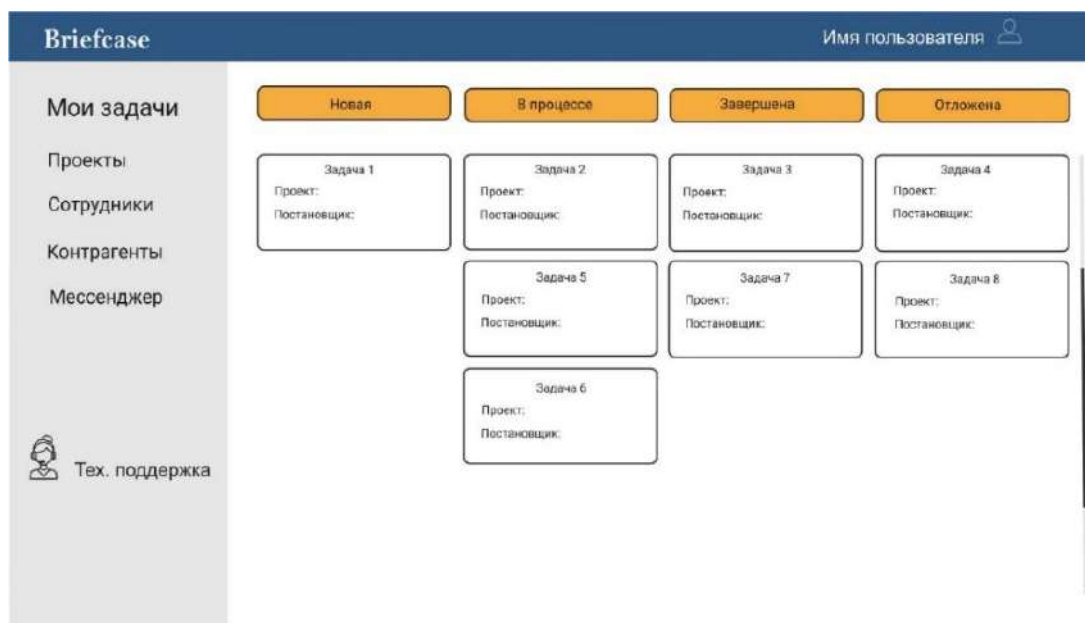 Briefcase
Имя пользователя
Мои задачи
Проекты
Сотрудники
Контрагенты
Мессенджер
Тех. поддержка
Новая
В процессе
Завершена
Отложена
Задача 1
Проект:
Постановщик:
Задача 2
Проект:
Постановщик:
Задача 3
Проект:
Постановщик:
Задача 4
Проект:
Постановщик:
Задача 5
Проект:
Постановщик:
Задача 7
Проект:
Постановщик:
Задача 8
Проект:
Постановщик:
Задача 6
Проект:
Постановщик: